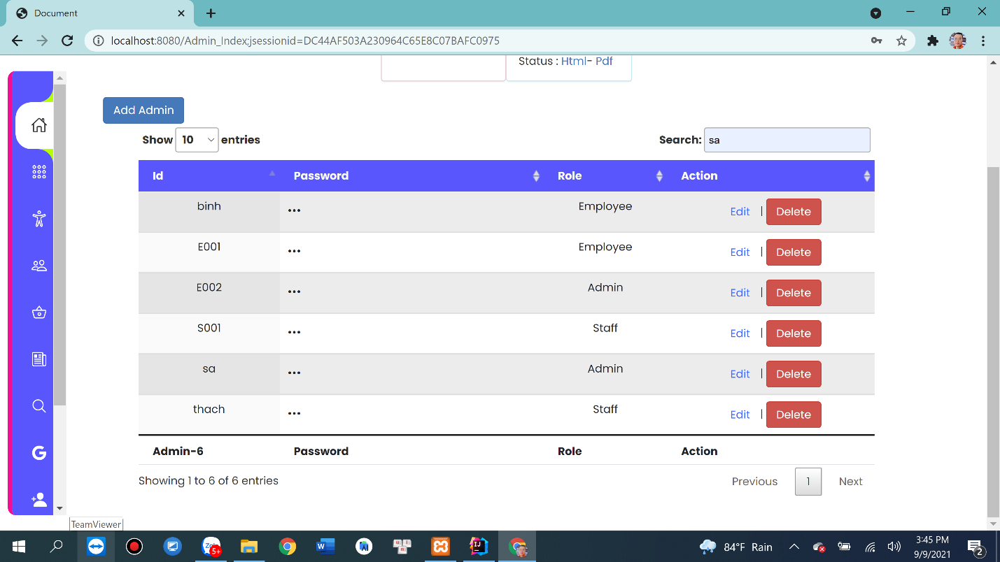 Document
localhost:8080/Admin_Index;jsessionid=DC44AF503A230964C65E8C07BAFC0975
Status : Html- Pdf
Add Admin
Show 10 entries
Search: sa
Id Password Role Action
binh ••• Employee Edit | Delete
E001 ••• Employee Edit | Delete
E002 ••• Admin Edit | Delete
S001 ••• Staff Edit | Delete
sa ••• Admin Edit | Delete
thach ••• Staff Edit | Delete
Admin-6 Password Role Action
Showing 1 to 6 of 6 entries
Previous 1 Next
TeamViewer
84°F Rain
3:45 PM
9/9/2021
5+
2